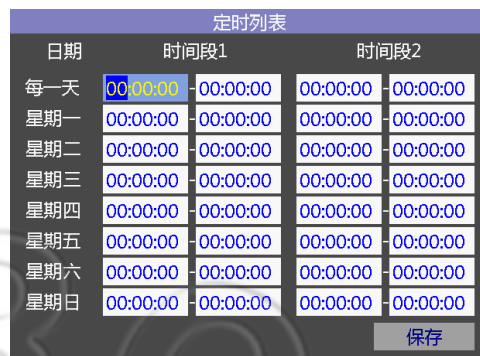 定时列表
日期 时间段1 时间段2
每一天 00:00:00 - 00:00:00 00:00:00 - 00:00:00
星期一 00:00:00 - 00:00:00 00:00:00 - 00:00:00
星期二 00:00:00 - 00:00:00 00:00:00 - 00:00:00
星期三 00:00:00 - 00:00:00 00:00:00 - 00:00:00
星期四 00:00:00 - 00:00:00 00:00:00 - 00:00:00
星期五 00:00:00 - 00:00:00 00:00:00 - 00:00:00
星期六 00:00:00 - 00:00:00 00:00:00 - 00:00:00
星期日 00:00:00 - 00:00:00 00:00:00 - 00:00:00
保存